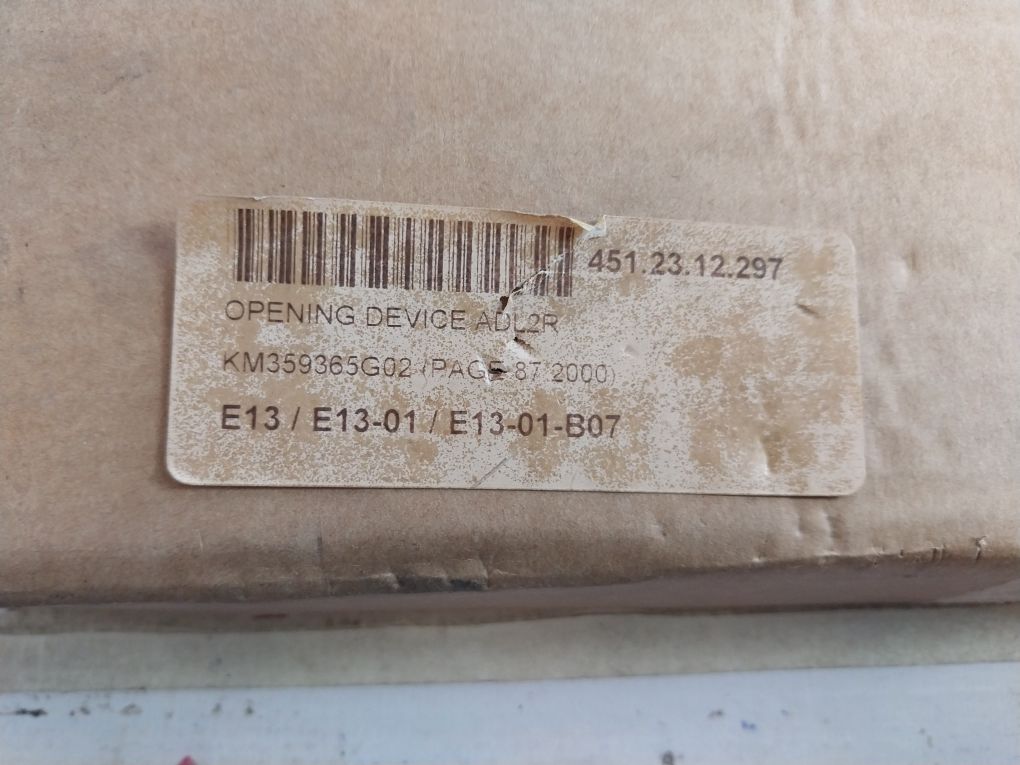 451.23.12.297
OPENING DEVICE ADL2R
KM359365G02 (PAGE 87.2000)
E13 / E13-01 / E13-01-B07